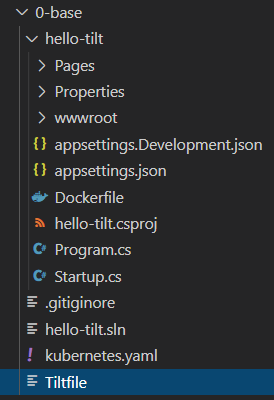 0-base
hello-tilt
Pages
Properties
wwwroot
{} appsettings.Development.json
{} appsettings.json
Dockerfile
hello-tilt.csproj
C# Program.cs
C# Startup.cs
.gitiginore
hello-tilt.sln
! kubernetes.yaml
Tiltfile